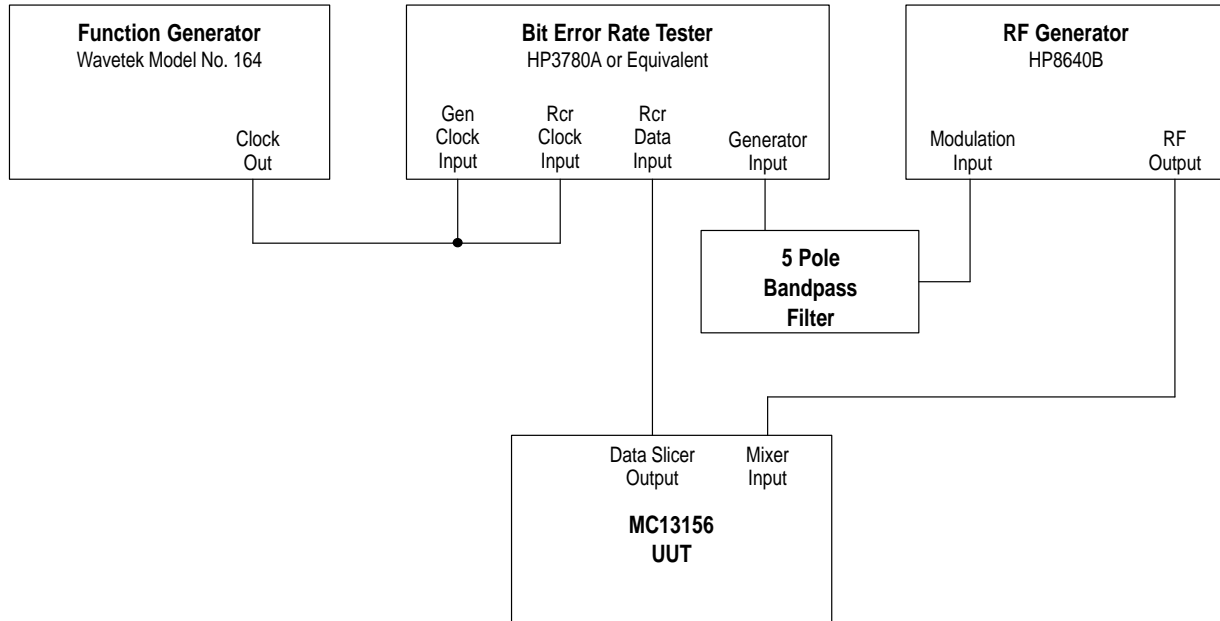 Function Generator
Wavetek Model No. 164
Clock
Out
Bit Error Rate Tester
HP3780A or Equivalent
Gen
Clock
Input
Rcr
Clock
Input
Rcr
Data
Input
Generator
Input
RF Generator
HP8640B
Modulation
Input
RF
Output
5 Pole
Bandpass
Filter
Data Slicer
Output
Mixer
Input
MC13156
UUT